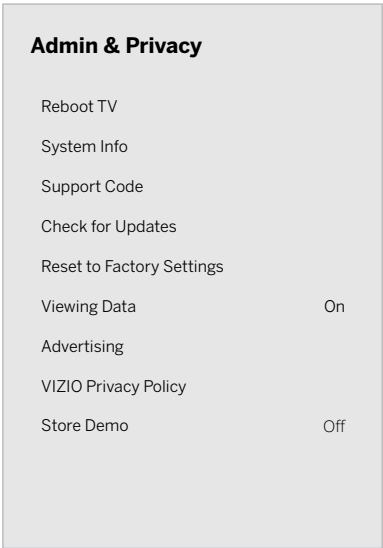 Admin & Privacy
Reboot TV
System Info
Support Code
Check for Updates
Reset to Factory Settings
Viewing Data On
Advertising
VIZIO Privacy Policy
Store Demo Off